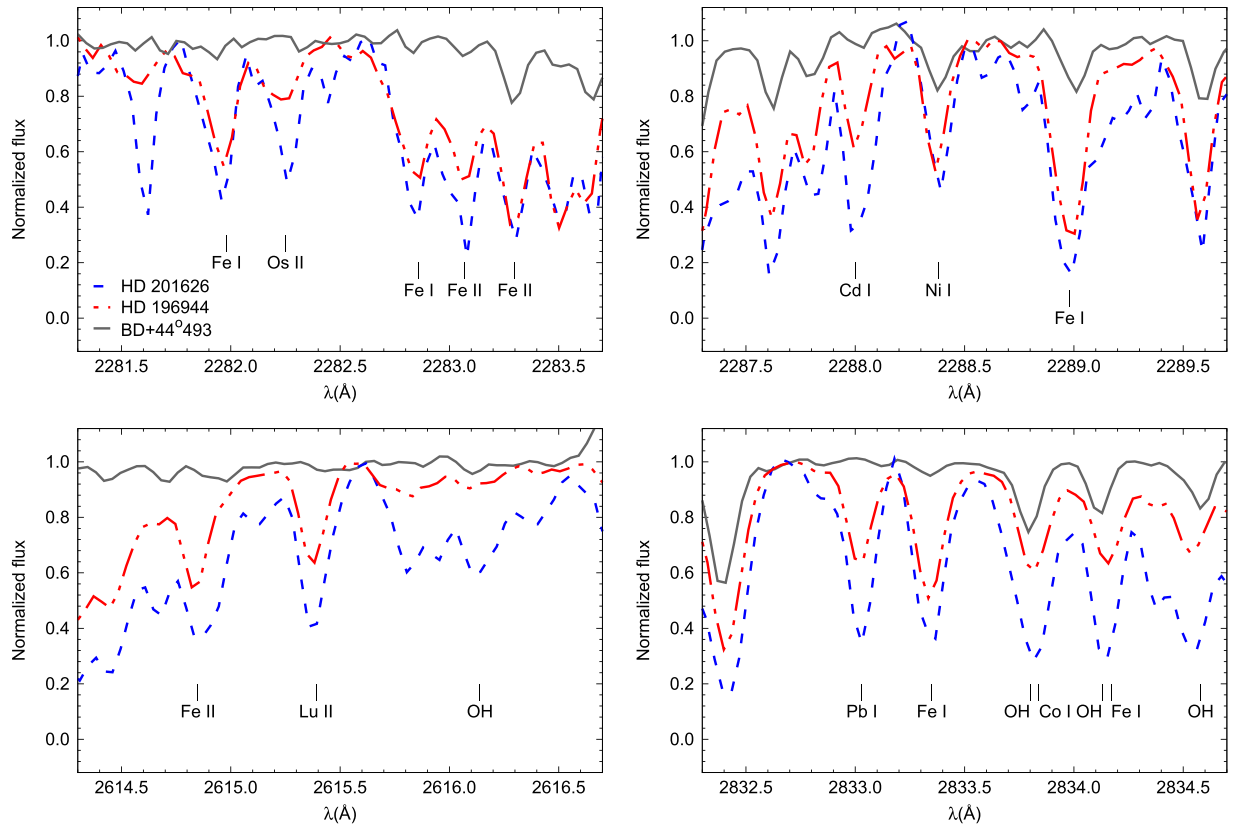 Normalized flux
1.0
0.8
0.6
0.4
0.2
0.0
Fe I
Os II
Fe I
Fe II
Fe II
HD 201626
HD 196944
BD+44°493
2281.5
2282.0
2282.5
2283.0
2283.5
λ(Å)
Normalized flux
1.0
0.8
0.6
0.4
0.2
0.0
Cd I
Ni I
Fe I
2287.5
2288.0
2288.5
2289.0
2289.5
λ(Å)
Normalized flux
1.0
0.8
0.6
0.4
0.2
0.0
Fe II
Lu II
OH
2614.5
2615.0
2615.5
2616.0
2616.5
λ(Å)
Normalized flux
1.0
0.8
0.6
0.4
0.2
0.0
Pb I
Fe I
OH
Co I
OH
Fe I
OH
2832.5
2833.0
2833.5
2834.0
2834.5
λ(Å)